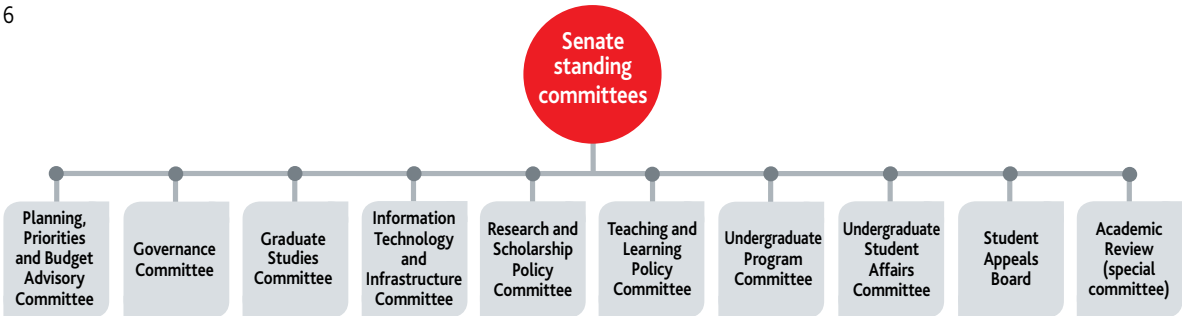 6
Senate
standing
committees
Planning,
Priorities
and Budget
Advisory
Committee
Governance
Committee
Graduate
Studies
Committee
Information
Technology
and
Infrastructure
Committee
Research and
Scholarship
Policy
Committee
Teaching and
Learning
Policy
Committee
Undergraduate
Program
Committee
Undergraduate
Student
Affairs
Committee
Student
Appeals
Board
Academic
Review
(special
committee)